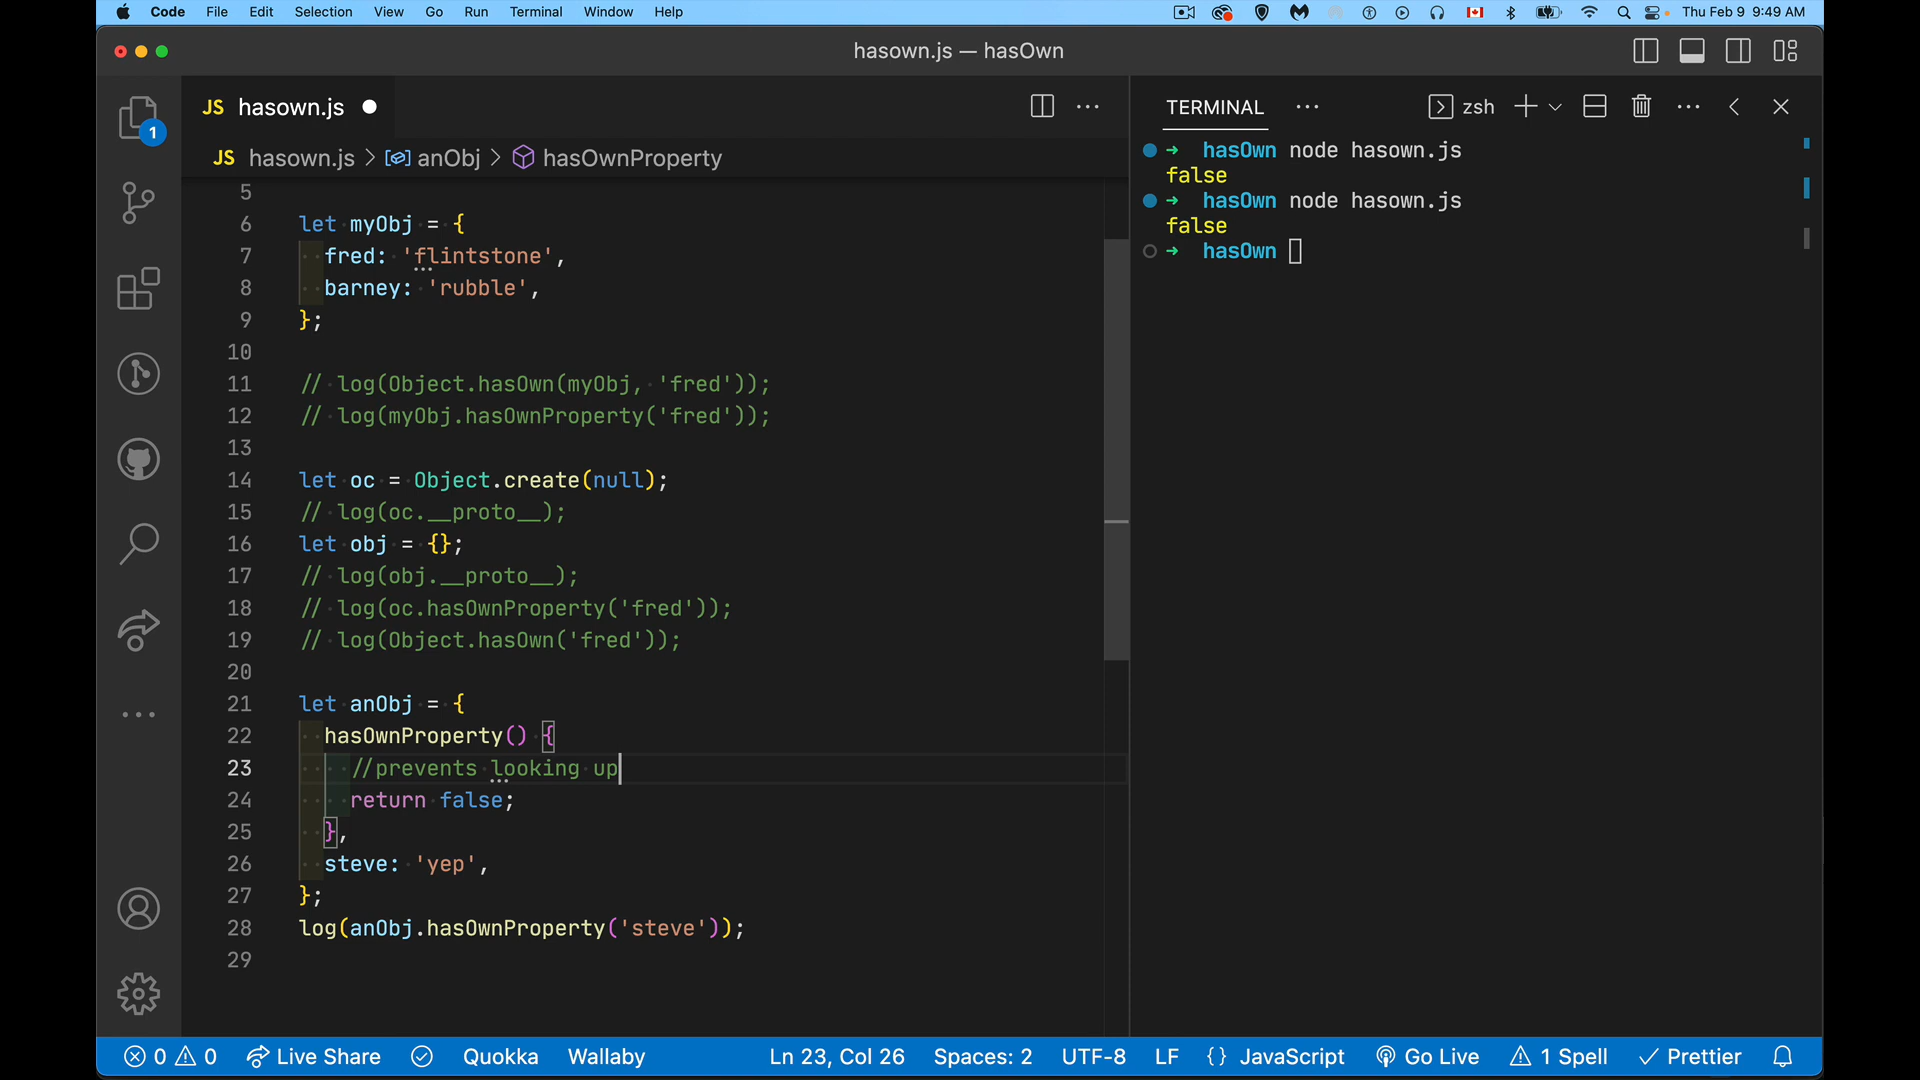 Code File Edit Selection View Go Run Terminal Window Help Thu Feb 9 9:49 AM
hasown.js — hasOwn
JS hasown.js
JS hasown.js > anObj > hasOwnProperty
5
6 let myObj = {
7 fred: 'flintstone',
8 barney: 'rubble',
9 };
10
11 // log(Object.hasOwn(myObj, 'fred'));
12 // log(myObj.hasOwnProperty('fred'));
13
14 let oc = Object.create(null);
15 // log(oc.__proto__);
16 let obj = {};
17 // log(obj.__proto__);
18 // log(oc.hasOwnProperty('fred'));
19 // log(Object.hasOwn('fred'));
20
21 let anObj = {
22 hasOwnProperty() {
23 //prevents looking up
24 return false;
25 },
26 steve: 'yep',
27 };
28 log(anObj.hasOwnProperty('steve'));
29
TERMINAL zsh
➜ hasOwn node hasown.js
false
➜ hasOwn node hasown.js
false
➜ hasOwn
1
0 0 Live Share Quokka Wallaby Ln 23, Col 26 Spaces: 2 UTF-8 LF {} JavaScript Go Live 1 Spell Prettier